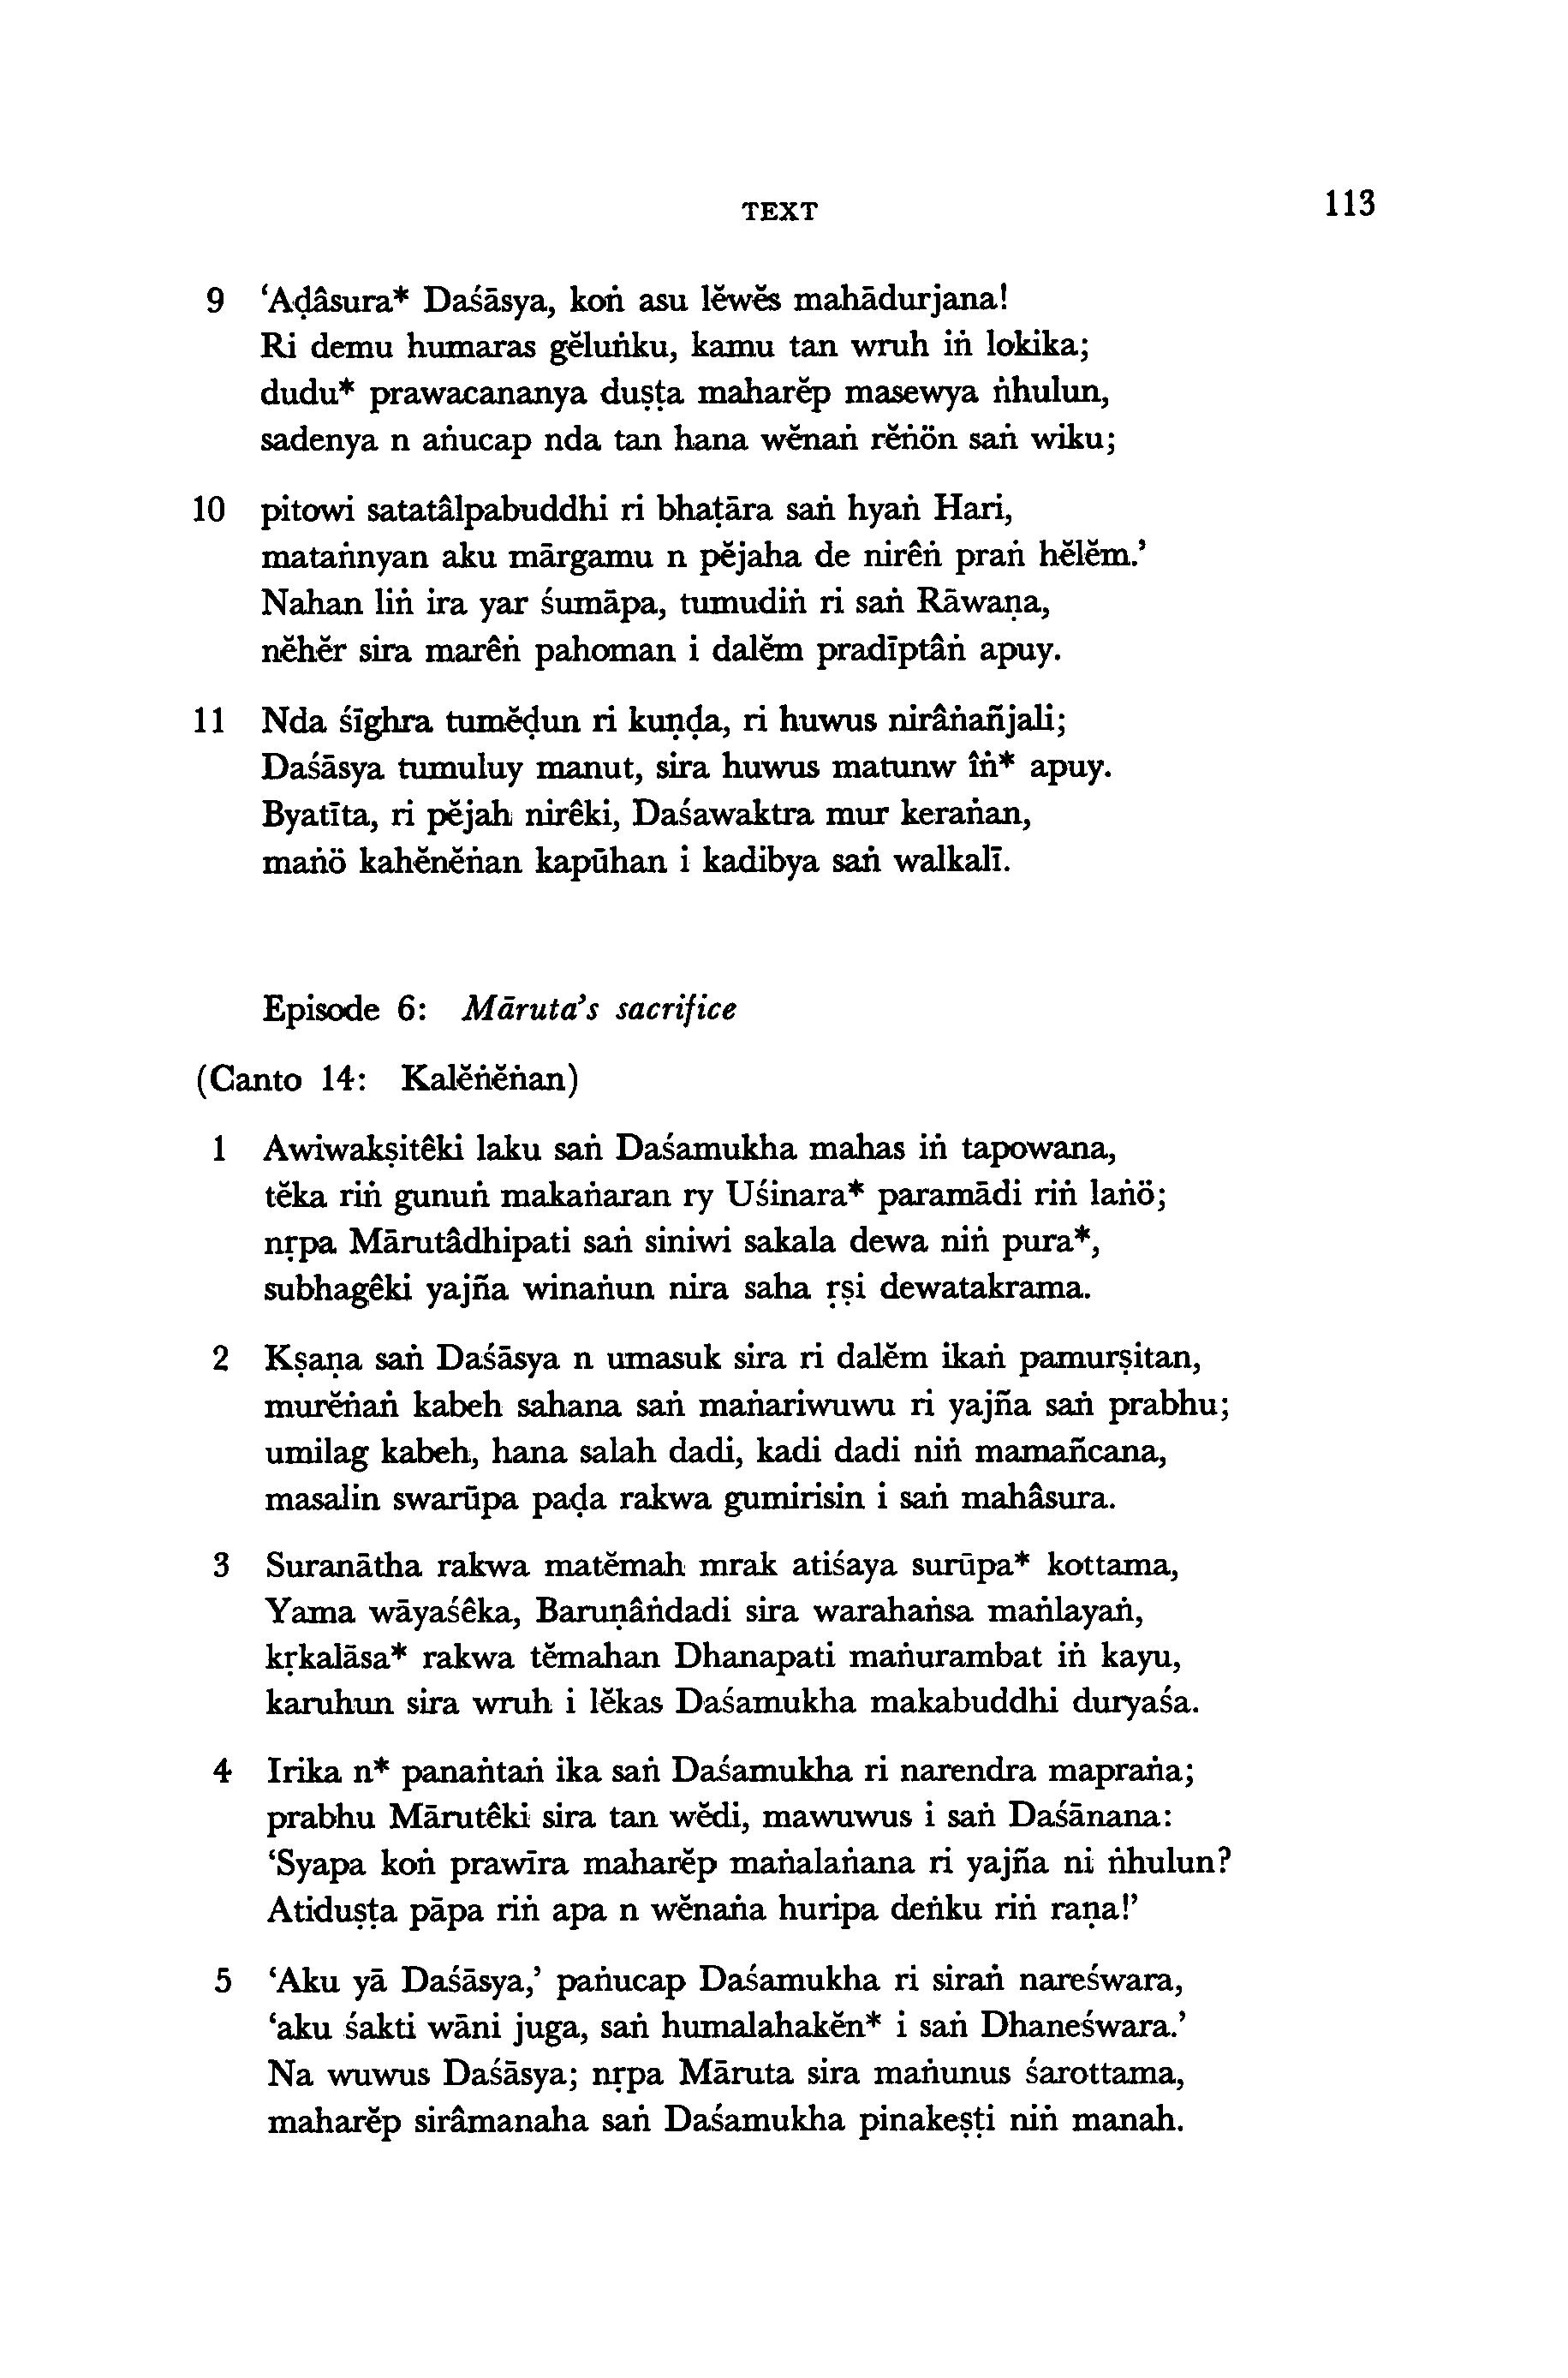 TEXT 113
9 ‘Aḍâsura* Daśāsya, koṅ asu lĕwĕs mahādurjana!
Ri demu humaras gĕluṅku, kamu tan wruh iṅ lokika;
dudu* prawacananya duṣṭa maharĕp masewya ṅhulun,
sadenya n aṅucap nda tan hana wĕnaṅ rĕṅön saṅ wiku;
10 pitowi satatâlpabuddhi ri bhaṭāra saṅ hyaṅ Hari,
mataṅnyan aku mārgamu n pĕjaha de nirêṅ praṅ hĕlĕm.’
Nahan liṅ ira yar śumāpa, tumudiṅ ri saṅ Rāwaṇa,
nĕhĕr sira marêṅ pahoman i dalĕm pradīptâṅ apuy.
11 Nda śīghra tumĕḍun ri kuṇḍa, ri huwus nirâṅañjali;
Daśāsya tumuluy manut, sira huwus matunw îṅ* apuy.
Byatīta, ri pĕjah nirêki, Daśawaktra mur keraṅan,
maṅö kahĕnĕṅan kapūhan i kadibya saṅ walkalī.
Episode 6: Māruta’s sacrifice
(Canto 14: Kalĕṅĕṅan)
1 Awiwakṣitêki laku saṅ Daśamukha mahas iṅ tapowana,
tĕka riṅ gunuṅ makaṅaran ry Uśinara* paramādi riṅ laṅö;
nṛpa Mārutâdhipati saṅ siniwi sakala dewa niṅ pura*,
subhagêki yajña winaṅun nira saha ṛṣi dewatakrama.
2 Kṣaṇa saṅ Daśāsya n umasuk sira ri dalĕm ikaṅ pamurṣitan,
murĕṅaṅ kabeh sahana saṅ maṅariwuwu ri yajña saṅ prabhu;
umilag kabeh, hana salah dadi, kadi dadi niṅ mamañcana,
masalin swarūpa paḍa rakwa gumirisin i saṅ mahâsura.
3 Suranātha rakwa matĕmah mrak atiśaya surūpa* kottama,
Yama wāyaśêka, Baruṇâṅdadi sira warahaṅsa maṅlayaṅ,
kṛkalāsa* rakwa tĕmahan Dhanapati maṅurambat iṅ kayu,
karuhun sira wruh i lĕkas Daśamukha makabuddhi duryaśa.
4 Irika n* panaṅtaṅ ika saṅ Daśamukha ri narendra mapraṅa;
prabhu Mārutêki sira tan wĕdi, mawuwus i saṅ Daśānana:
‘Syapa koṅ prawīra maharĕp maṅalaṅana ri yajña ni ṅhulun?
Atiduṣṭa pāpa riṅ apa n wĕnaṅa huripa deṅku riṅ raṇa!’
5 ‘Aku yā Daśāsya,’ paṅucap Daśamukha ri siraṅ nareśwara,
‘aku śakti wāni juga, saṅ humalahakĕn* i saṅ Dhaneśwara.’
Na wuwus Daśāsya; nṛpa Māruta sira maṅunus śarottama,
maharĕp sirâmanaha saṅ Daśamukha pinakeṣṭi niṅ manah.